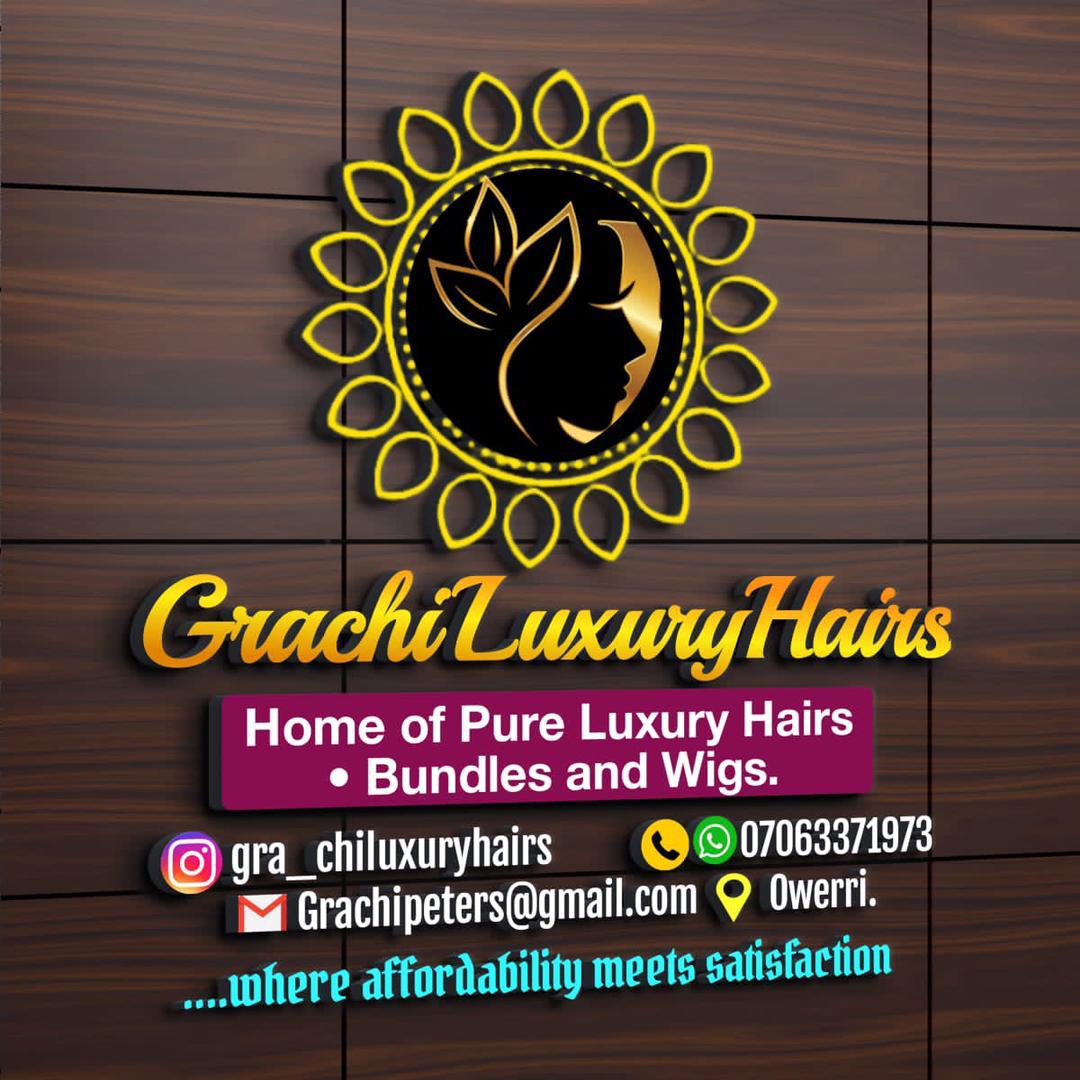 GrachiLuxuryHairs
Home of Pure Luxury Hairs
• Bundles and Wigs.
gra_chiluxuryhairs 07063371973
Grachipeters@gmail.com Owerri.
....where affordability meets satisfaction